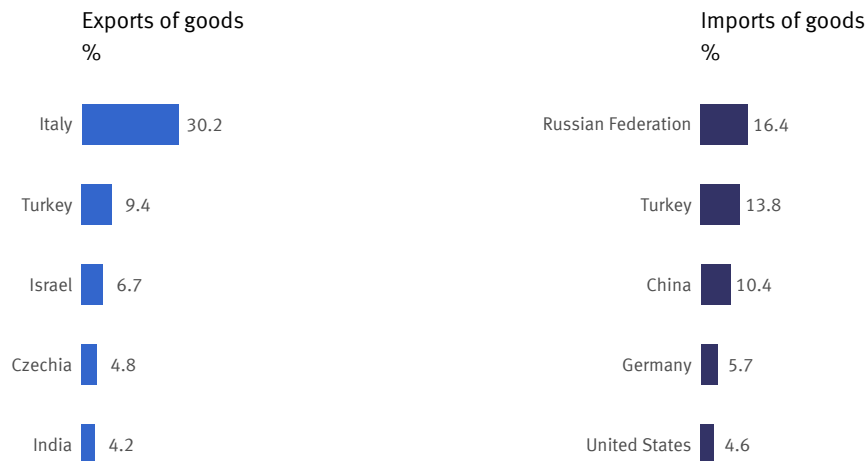 Exports of goods
%
Italy 30.2
Turkey 9.4
Israel 6.7
Czechia 4.8
India 4.2
Imports of goods
%
Russian Federation 16.4
Turkey 13.8
China 10.4
Germany 5.7
United States 4.6